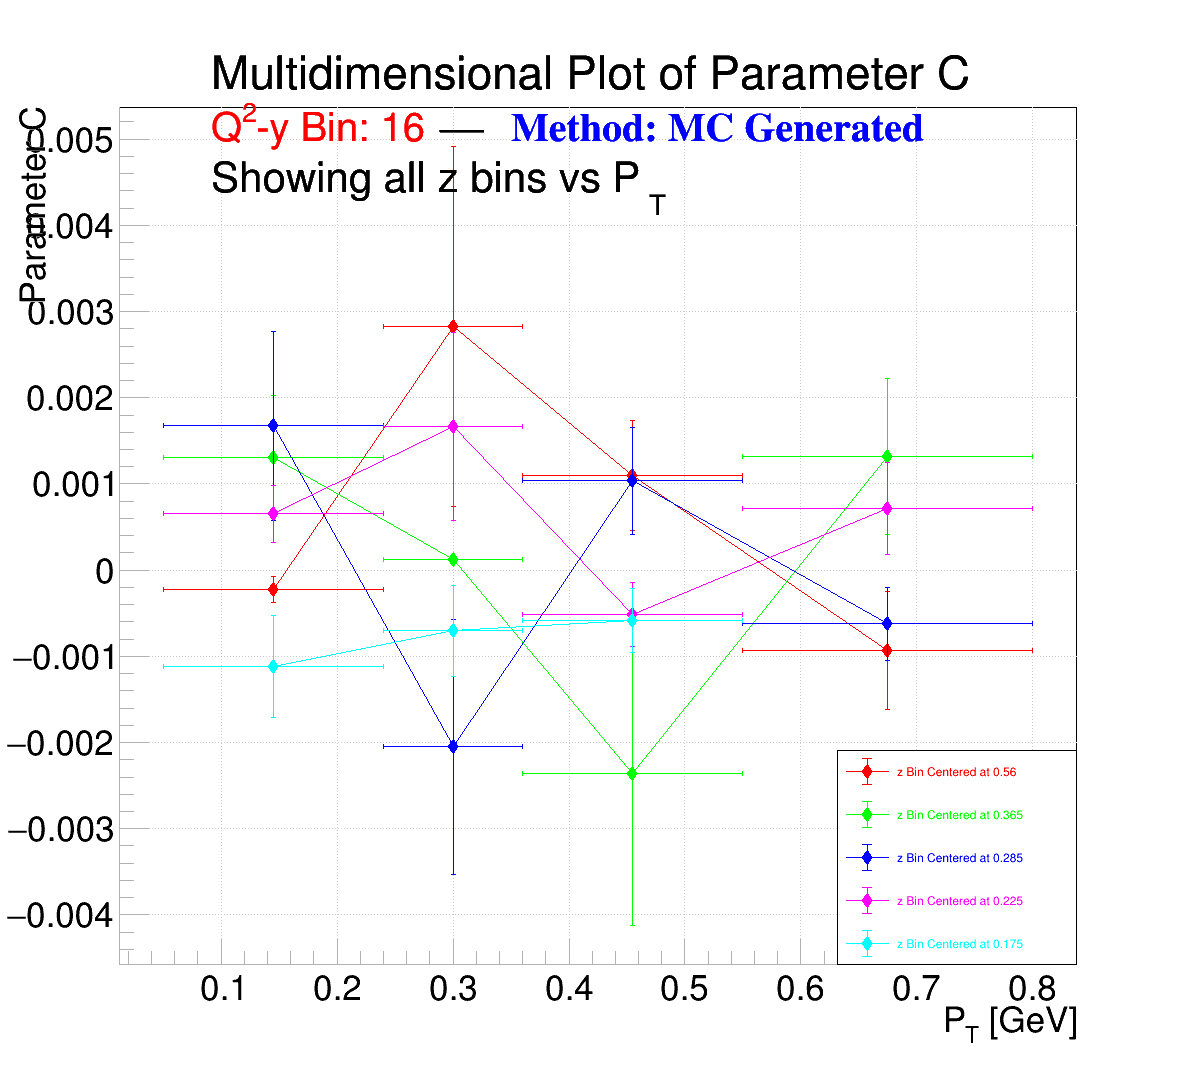 Multidimensional Plot of Parameter C
Q²-y Bin: 16 — Method: MC Generated
Showing all z bins vs P_T
Parameter C
0.005
0.004
0.003
0.002
0.001
0
−0.001
−0.002
−0.003
−0.004
z Bin Centered at 0.56
z Bin Centered at 0.365
z Bin Centered at 0.285
z Bin Centered at 0.225
z Bin Centered at 0.175
0.1 0.2 0.3 0.4 0.5 0.6 0.7 0.8
P_T [GeV]